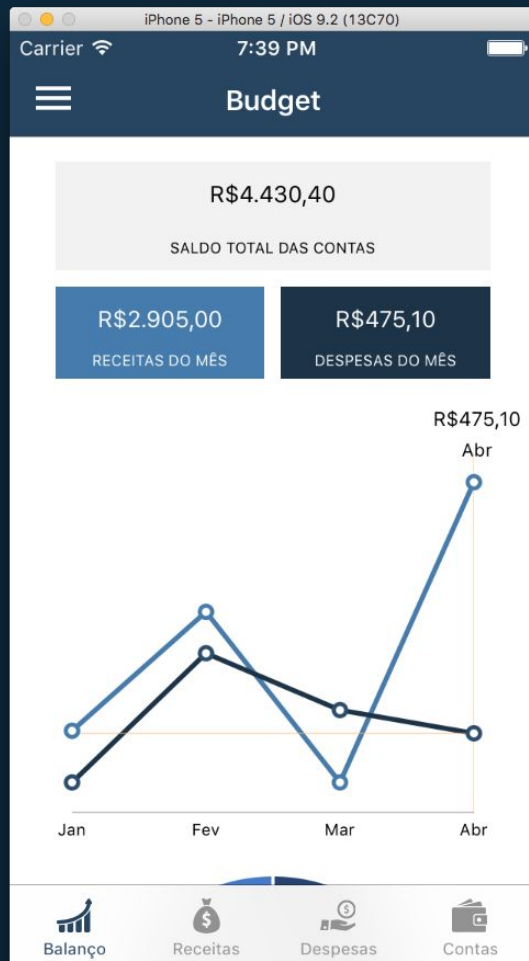 iPhone 5 - iPhone 5 / iOS 9.2 (13C70)
Carrier 7:39 PM
Budget
R$4.430,40
SALDO TOTAL DAS CONTAS
R$2.905,00 R$475,10
RECEITAS DO MÊS DESPESAS DO MÊS
R$475,10
Abr
Jan Fev Mar Abr
Balanço Receitas Despesas Contas